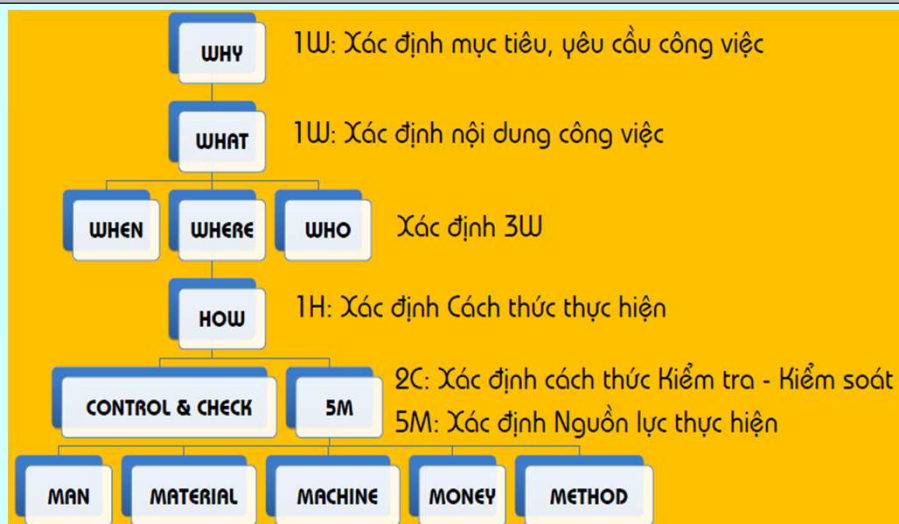 WHY
1W: Xác định mục tiêu, yêu cầu công việc
WHAT
1W: Xác định nội dung công việc
WHEN
WHERE
WHO
Xác định 3W
HOW
1H: Xác định Cách thức thực hiện
CONTROL & CHECK
5M
2C: Xác định cách thức Kiểm tra - Kiểm soát
5M: Xác định Nguồn lực thực hiện
MAN
MATERIAL
MACHINE
MONEY
METHOD